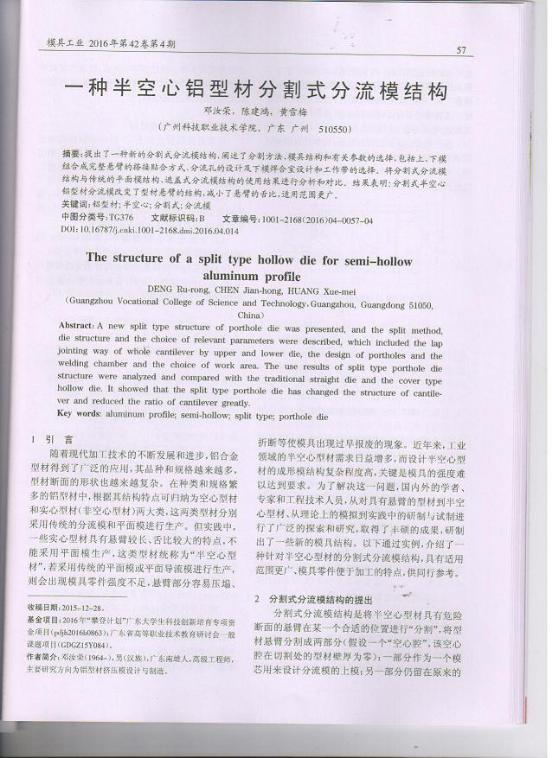 模具工业 2016年第42卷第4期
57
一种半空心铝型材分割式分流模结构
邓汝荣，陈建鸿，黄雪梅
（广州科技职业技术学院，广东 广州 510550）
摘要：提出了一种新的分割式分流模结构，阐述了分割方法、模具结构和有关参数的选择，包括上、下模
组合成完整悬臂的搭接贴合方式、分流孔的设计及下模焊合室设计和工作带的选择。将分割式分流模
结构与传统的平面模结构、遮盖式分流模结构的使用结果进行分析和对比。结果表明：分割式半空心
铝型材分流模改变了型材悬臂的结构，减小了悬臂的舌比，适用范围更广。
关键词：铝型材；半空心；分割式；分流模
中图分类号：TG376 文献标识码：B 文章编号：1001-2168(2016)04-0057-04
DOI:10.16787/j.cnki.1001-2168.dmi.2016.04.014
The structure of a split type hollow die for semi-hollow
aluminum profile
DENG Ru-rong, CHEN Jian-hong, HUANG Xue-mei
(Guangzhou Vocational College of Science and Technology, Guangzhou, Guangdong 51050,
China)
Abstract: A new split type structure of porthole die was presented, and the split method,
die structure and the choice of relevant parameters were described, which included the lap
jointing way of whole cantilever by upper and lower die, the design of portholes and the
welding chamber and the choice of work area. The use results of split type porthole die
structure were analyzed and compared with the traditional straight die and the cover type
hollow die. It showed that the split type porthole die has changed the structure of cantile-
ver and reduced the ratio of cantilever greatly.
Key words: aluminum profile; semi-hollow; split type; porthole die
1 引 言
随着现代加工技术的不断发展和进步，铝合金
型材得到了广泛的应用，其品种和规格越来越多，
型材断面的形状也越来越复杂。在种类和规格繁
多的铝型材中，根据其结构特点可归纳为空心型材
和实心型材（非空心型材）两大类，这两类型材分别
采用传统的分流模和平面模进行生产。但实践中，
一些实心型材具有悬臂较长、舌比较大的特点，不
能采用平面模生产，这类型材统称为“半空心型
材”，若采用传统的平面模或平面导流模进行生产，
则会出现模具零件强度不足，悬臂部分容易压塌、
收稿日期：2015-12-28。
基金项目：2016年“攀登计划”广东大学生科技创新培育专项资
金项目(pdjh2016b0863)；广东省高等职业技术教育研讨会一般
课题项目(GDGZ15Y084)。
作者简介：邓汝荣(1964-)，男（汉族），广东南雄人，高级工程师，
主要研究方向为铝型材挤压模设计与制造。
折断等使模具出现过早报废的现象。近年来，工业
领域的半空心型材需求日益增多，而设计半空心型
材的成形模结构复杂程度高，关键是模具的强度难
以达到要求。为了解决这一问题，国内外的学者、
专家和工程技术人员，从对具有悬臂的型材到半空
心型材、从理论上的模拟到实践中的研制与试制进
行了广泛的探索和研究，取得了丰硕的成果，研制
出了一些新的模具结构。以下通过实例，介绍了一
种针对半空心型材的分割式分流模结构，具有适用
范围更广、模具零件便于加工的特点，供同行参考。
2 分割式分流模结构的提出
分割式分流模结构是将半空心型材具有危险
断面的悬臂在某一个合适的位置进行“分割”，将型
材悬臂分割成两部分（假设一个“空心腔”，该空心
腔在切割处的型材壁厚为零）；一部分作为一个模
芯用来设计分流模的上模；另一部分仍留在原来的